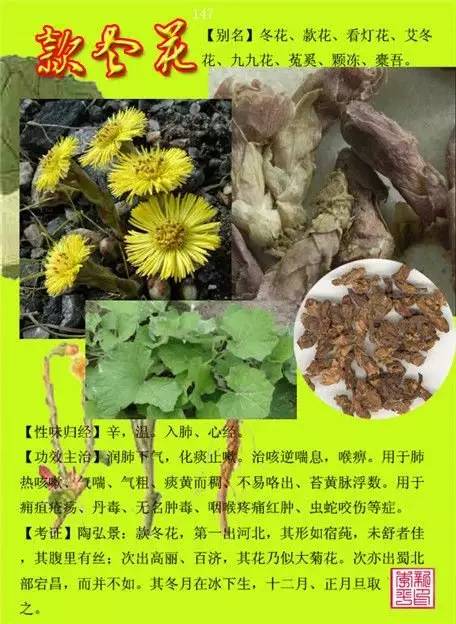 147
款冬花
【别名】冬花、款花、看灯花、艾冬
花、九九花、菟奚、颗冻、橐吾。
【性味归经】辛，温。入肺、心经。
【功效主治】润肺下气，化痰止嗽。治咳逆喘息，喉痹。用于肺
热咳嗽、气喘、气粗、痰黄而稠、不易咯出、苔黄脉浮数。用于
痈疽疮疡、丹毒、无名肿毒、咽喉疼痛红肿、虫蛇咬伤等症。
【考证】陶弘景：款冬花，第一出河北，其形如宿莼，未舒者佳
，其腹里有丝；次出高丽、百济，其花乃似大菊花。次亦出蜀北
部宕昌，而并不如。其冬月在冰下生，十二月、正月旦取
之。